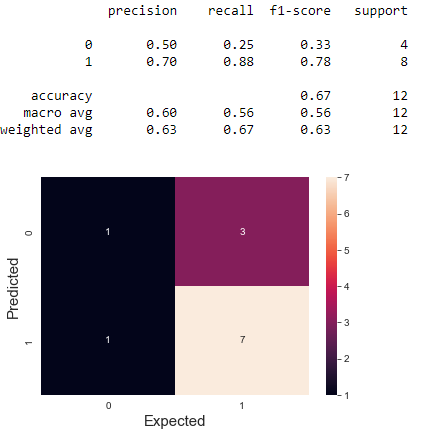 precision recall f1-score support
0 0.50 0.25 0.33 4
1 0.70 0.88 0.78 8
accuracy 0.67 12
macro avg 0.60 0.56 0.56 12
weighted avg 0.63 0.67 0.63 12
7
6
5
4
3
2
1
Predicted
0
1
1 3
1 7
0 1
Expected